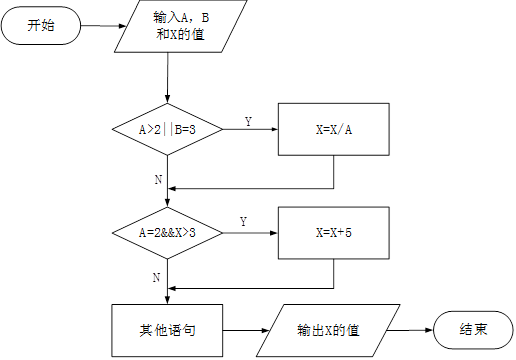 开始
输入A，B
和X的值
A>2||B=3
Y
X=X/A
N
A=2&&X>3
Y
X=X+5
N
其他语句
输出X的值
结束